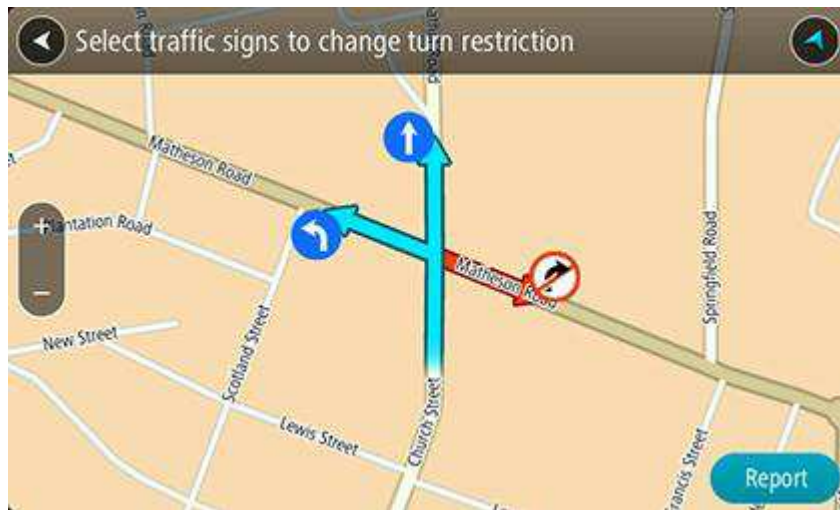 Select traffic signs to change turn restriction
Matheson Road
Plantation Road
Matheson Road
Springfield Road
New Street
Scotland Street
Lewis Street
Church Street
Francis Street
Report